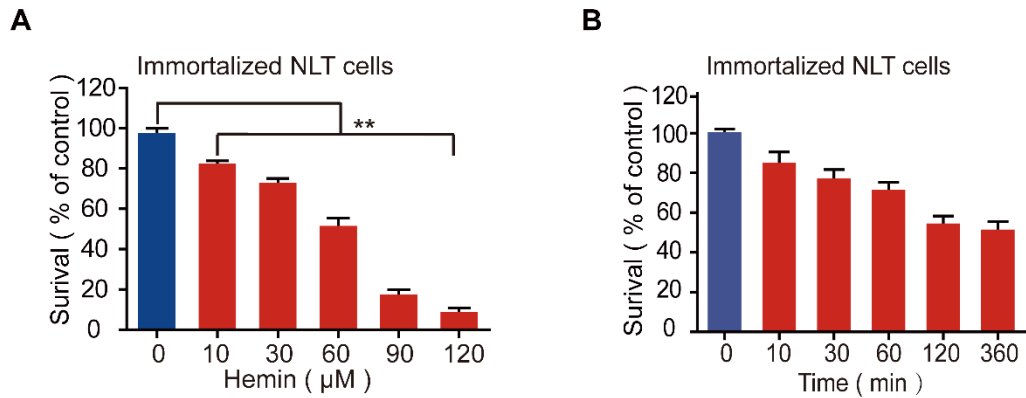 A
Immortalized NLT cells
Surival ( % of control)
120
100
80
60
40
20
0
**
0 10 30 60 90 120
Hemin ( μM )
B
Immortalized NLT cells
Survival ( % of control)
120
100
80
60
40
20
0
0 10 30 60 120 360
Time ( min )